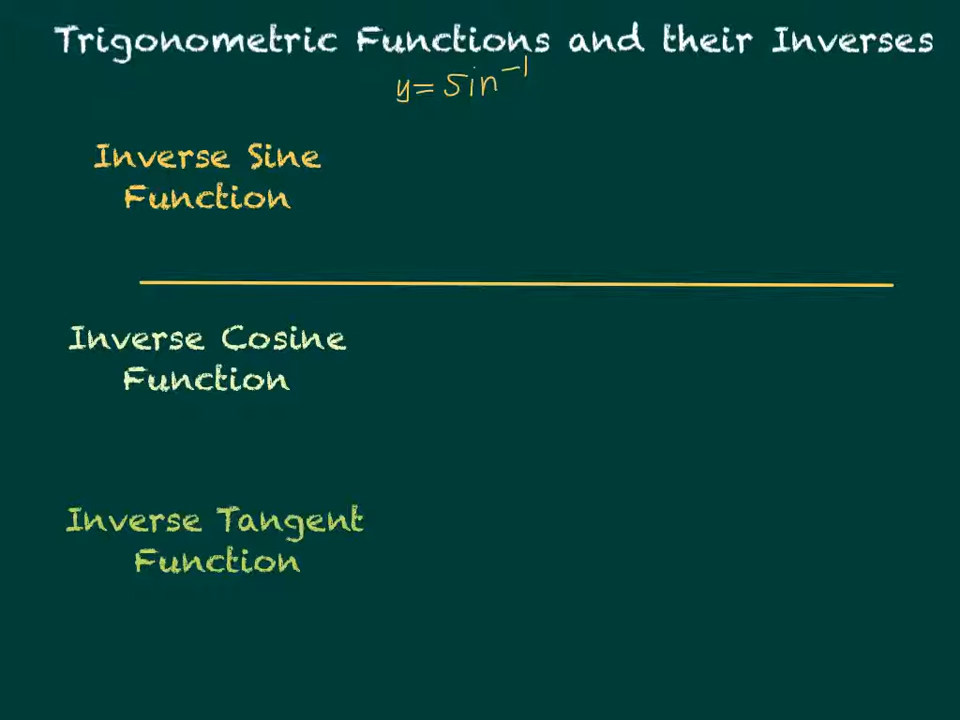 Trigonometric Functions and their Inverses
y = Sin⁻¹
Inverse Sine
Function
Inverse Cosine
Function
Inverse Tangent
Function